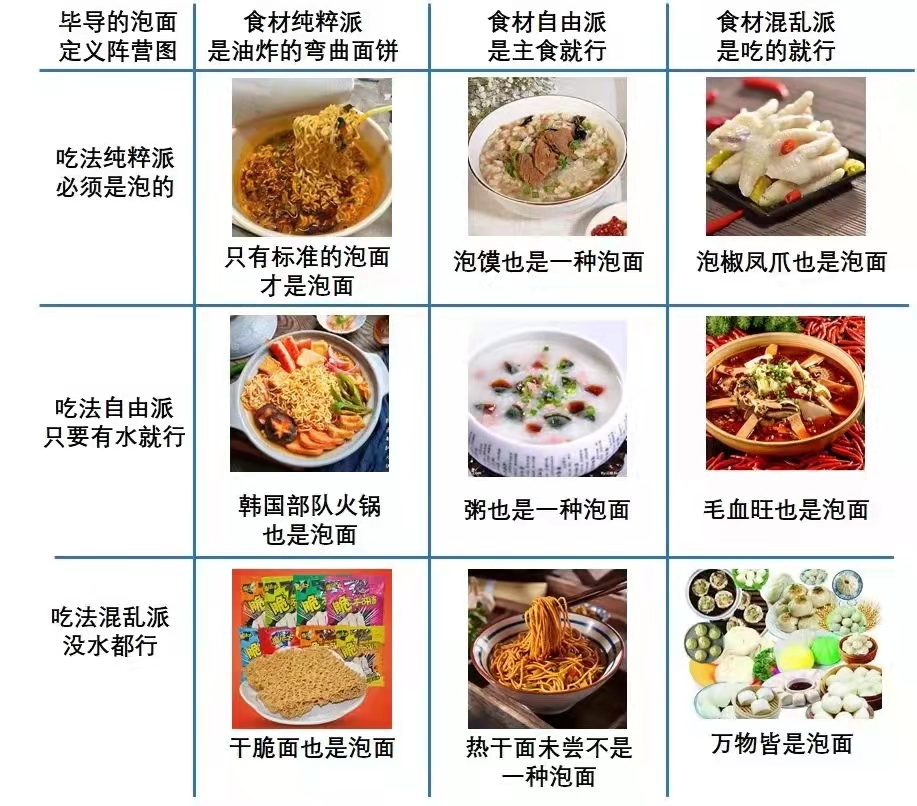 毕导的泡面
定义阵营图
食材纯粹派
是油炸的弯曲面饼
食材自由派
是主食就行
食材混乱派
是吃的就行
吃法纯粹派
必须是泡的
只有标准的泡面
才是泡面
泡馍也是一种泡面
泡椒凤爪也是泡面
吃法自由派
只要有水就行
韩国部队火锅
也是泡面
粥也是一种泡面
毛血旺也是泡面
吃法混乱派
没水都行
干脆面也是泡面
热干面未尝不是
一种泡面
万物皆是泡面